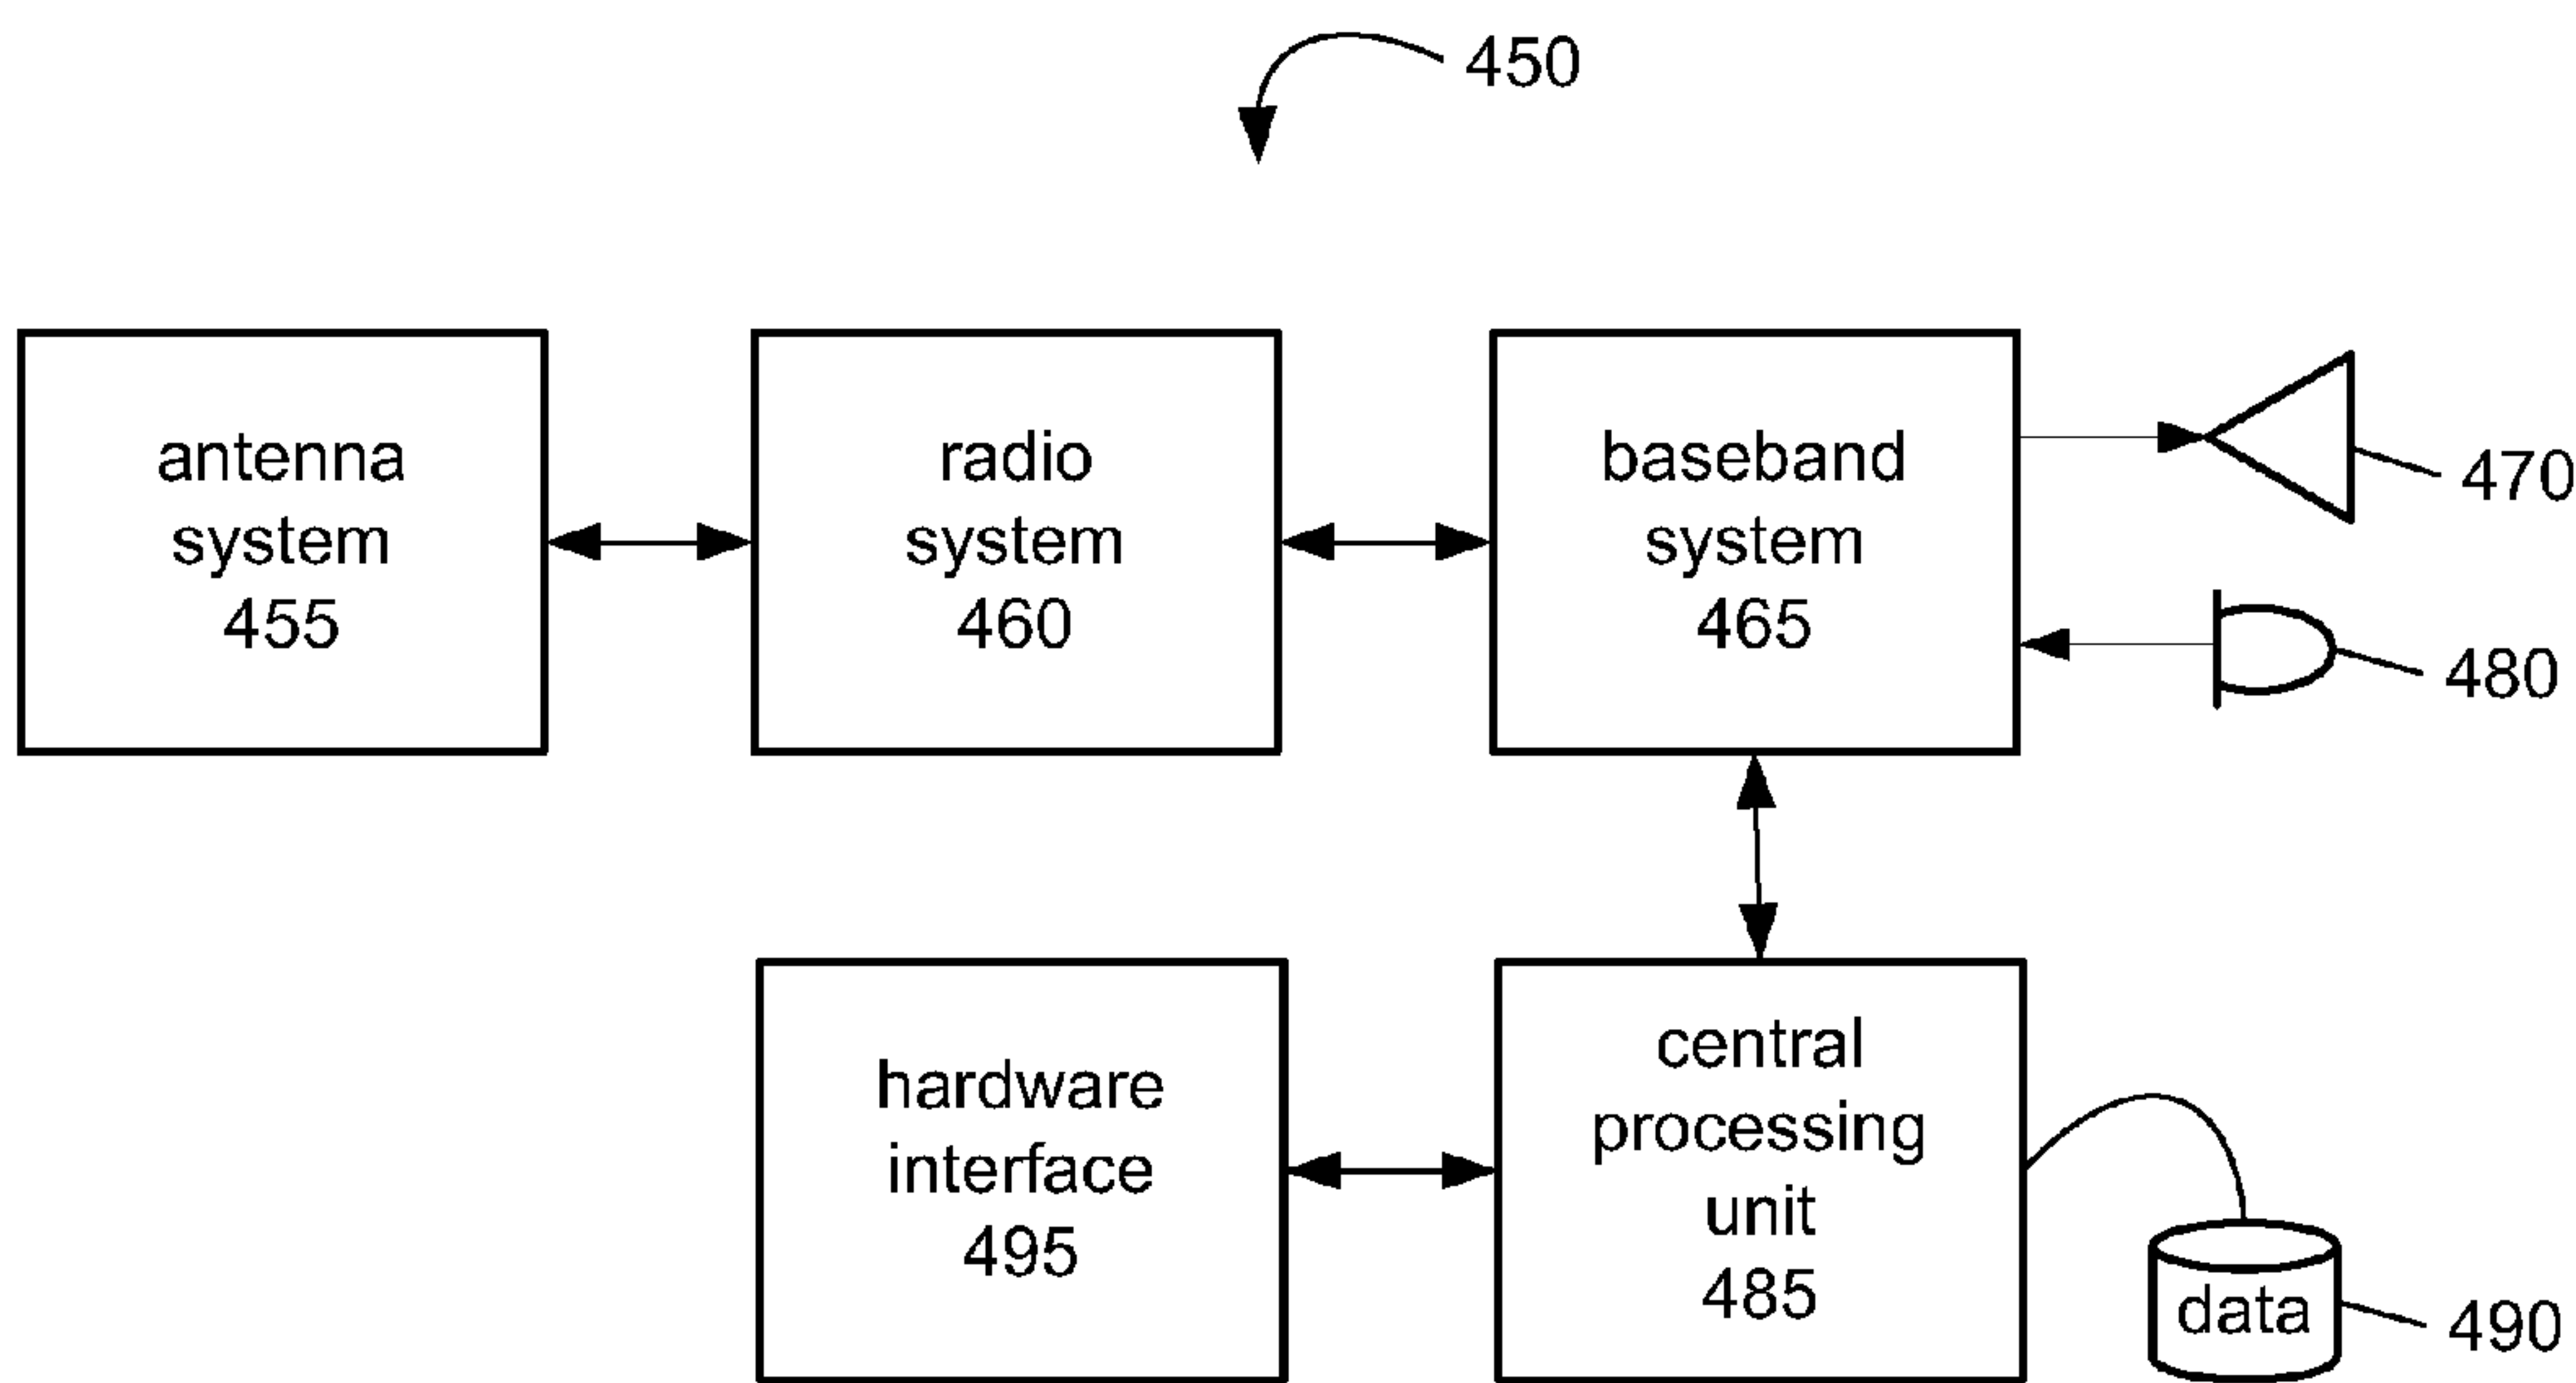 450
antenna
system
455
radio
system
460
baseband
system
465
470
480
hardware
interface
495
central
processing
unit
485
data
490